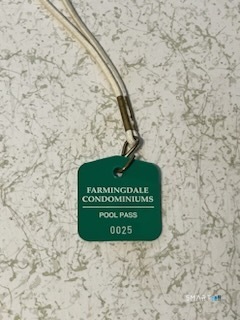 FARMINGDALE
CONDOMINIUMS
POOL PASS
0025